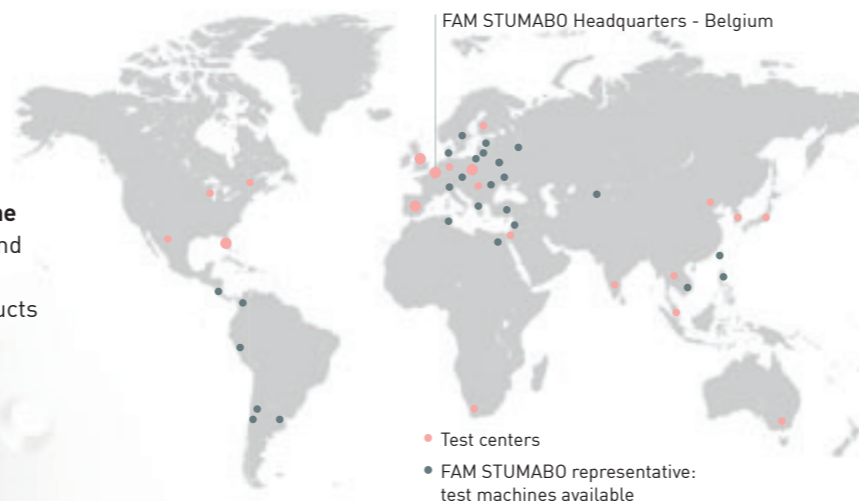 FAM STUMABO Headquarters - Belgium
Test centers
FAM STUMABO representative:
test machines available